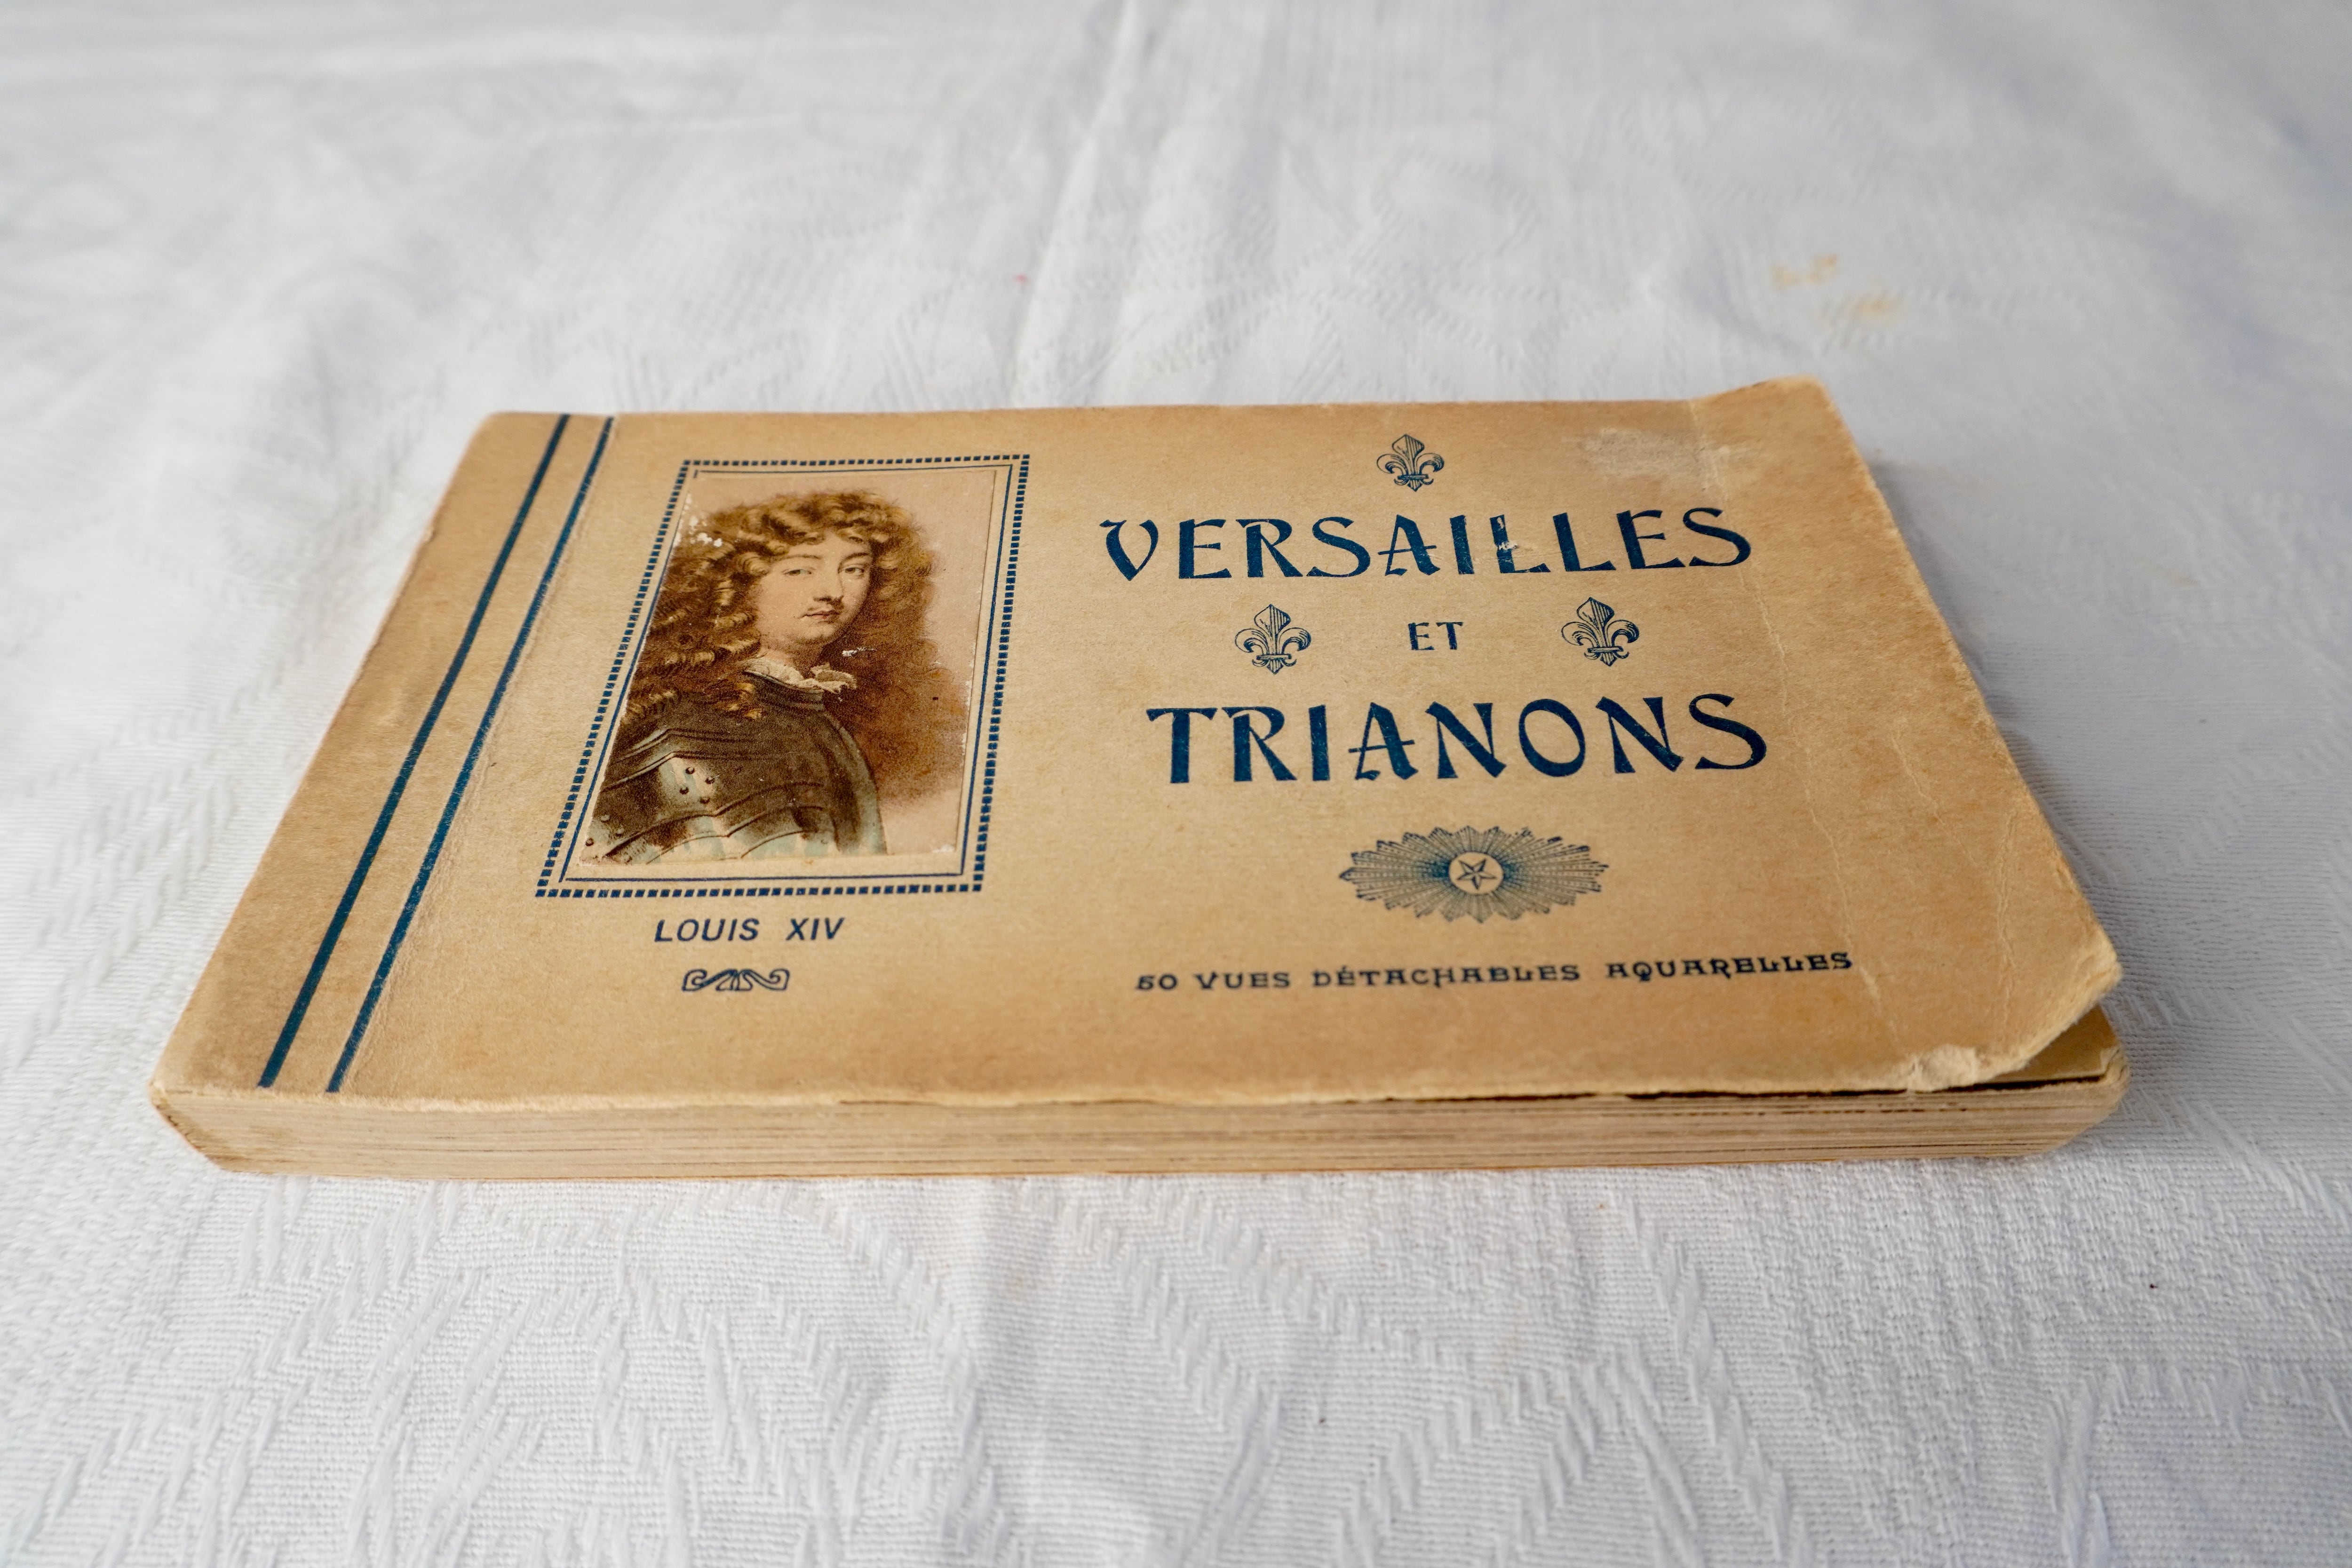 VERSAILLES
ET
TRIANONS
LOUIS XIV
50 VUES DÉTACHABLES AQUARELLES